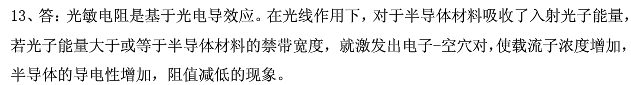 13、答：光敏电阻是基于光电导效应。在光线作用下，对于半导体材料吸收了入射光子能量，
若光子能量大于或等于半导体材料的禁带宽度，就激发出电子-空穴对，使载流子浓度增加，
半导体的导电性增加，阻值减低的现象。